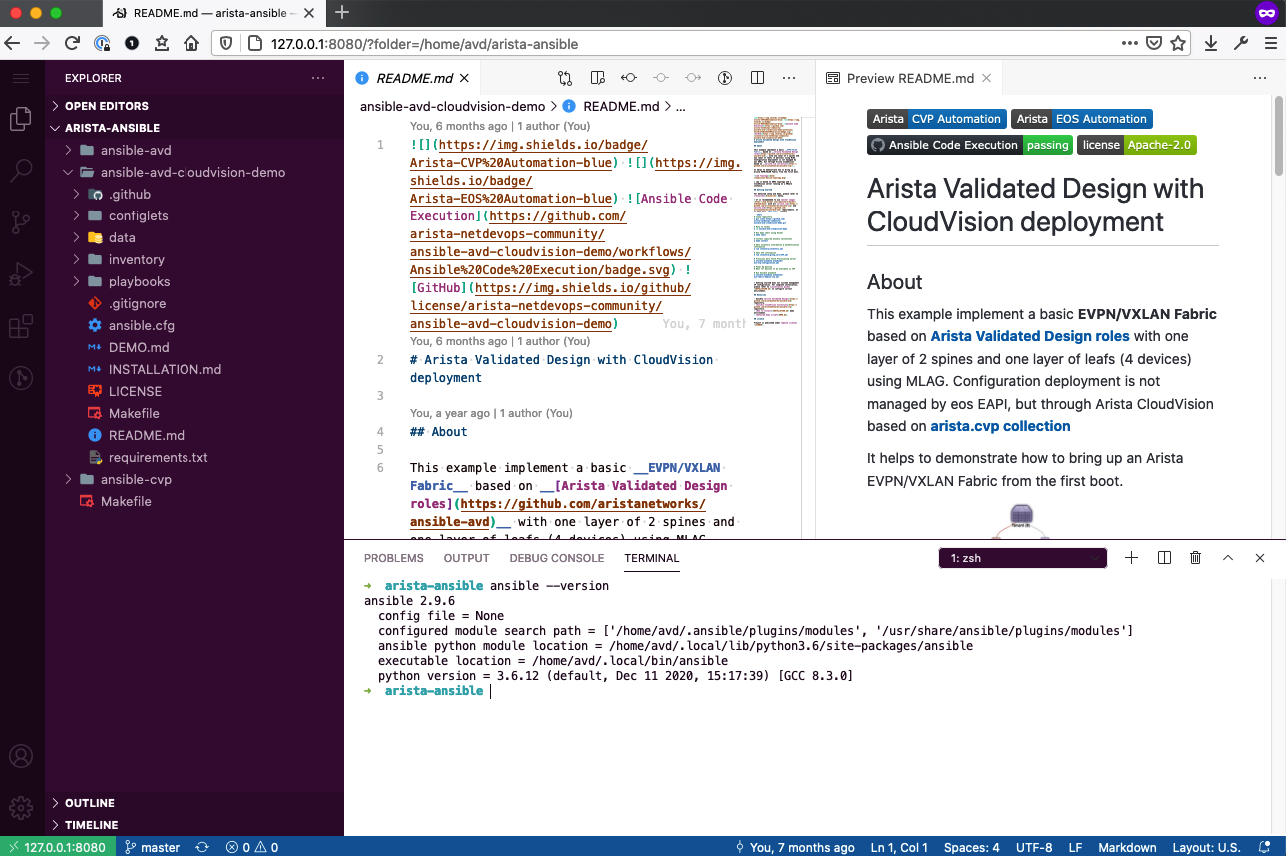 README.md — arista-ansible –
127.0.0.1:8080/?folder=/home/avd/arista-ansible
EXPLORER
OPEN EDITORS
ARISTA-ANSIBLE
ansible-avd
ansible-avd-cloudvision-demo
.github
configlets
data
inventory
playbooks
.gitignore
ansible.cfg
DEMO.md
INSTALLATION.md
LICENSE
Makefile
README.md
requirements.txt
ansible-cvp
Makefile
OUTLINE
TIMELINE
README.md
ansible-avd-cloudvision-demo > README.md > ...
You, 6 months ago | 1 author (You)
1 ![](https://img.shields.io/badge/
Arista-CVP%20Automation-blue) ![](https://img.
shields.io/badge/
Arista-EOS%20Automation-blue) ![Ansible Code
Execution](https://github.com/
arista-netdevops-community/
ansible-avd-cloudvision-demo/workflows/
Ansible%20Code%20Execution/badge.svg) !
[GitHub](https://img.shields.io/github/
license/arista-netdevops-community/
ansible-avd-cloudvision-demo) You, 7 month
You, 6 months ago | 1 author (You)
2 # Arista Validated Design with CloudVision
deployment
3
You, a year ago | 1 author (You)
4 ## About
5
6 This example implement a basic __EVPN/VXLAN
Fabric__ based on __[Arista Validated Design
roles](https://github.com/aristanetworks/
ansible-avd)__ with one layer of 2 spines and
one layer of leafs (4 devices) using MLAG.
Preview README.md
Arista CVP Automation Arista EOS Automation
Ansible Code Execution passing license Apache-2.0
Arista Validated Design with
CloudVision deployment
About
This example implement a basic EVPN/VXLAN Fabric
based on Arista Validated Design roles with one
layer of 2 spines and one layer of leafs (4 devices)
using MLAG. Configuration deployment is not
managed by eos EAPI, but through Arista CloudVision
based on arista.cvp collection
It helps to demonstrate how to bring up an Arista
EVPN/VXLAN Fabric from the first boot.
PROBLEMS OUTPUT DEBUG CONSOLE TERMINAL
1: zsh
➜ arista-ansible ansible --version
ansible 2.9.6
config file = None
configured module search path = ['/home/avd/.ansible/plugins/modules', '/usr/share/ansible/plugins/modules']
ansible python module location = /home/avd/.local/lib/python3.6/site-packages/ansible
executable location = /home/avd/.local/bin/ansible
python version = 3.6.12 (default, Dec 11 2020, 15:17:39) [GCC 8.3.0]
➜ arista-ansible
127.0.0.1:8080 master 0 0 You, 7 months ago Ln 1, Col 1 Spaces: 4 UTF-8 LF Markdown Layout: U.S.